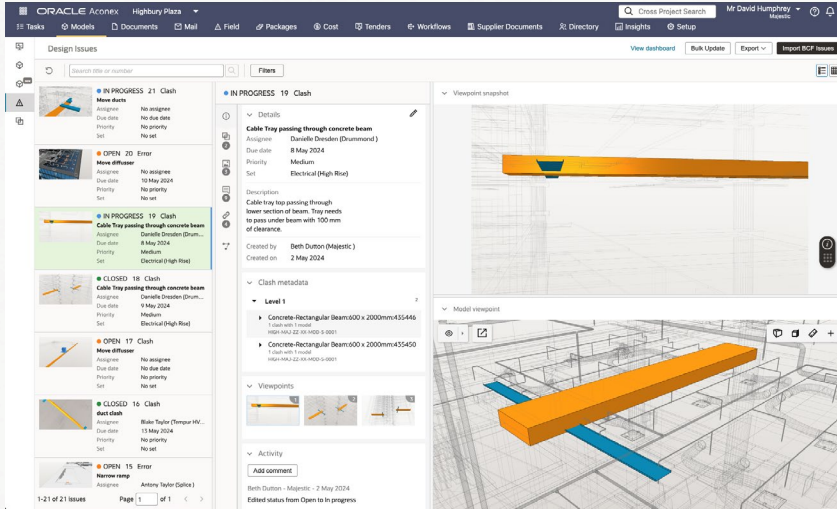 ORACLE Aconex Highbury Plaza
Cross Project Search
Mr David Humphrey
Majestic
Tasks Models Documents Mail Field Packages Cost Tenders Workflows Supplier Documents Directory Insights Setup
Design Issues
View dashboard Bulk Update Export Import BCF Issues
Search title or number
Filters
IN PROGRESS 21 Clash
Move ducts
Assignee No assignee
Due date No due date
Priority No priority
Set No set
OPEN 20 Error
Move diffusser
Assignee No assignee
Due date 10 May 2024
Priority No priority
Set No set
IN PROGRESS 19 Clash
Cable Tray passing through concrete beam
Assignee Danielle Dresden (Drum...
Due date 8 May 2024
Priority Medium
Set Electrical (High Rise)
CLOSED 18 Clash
Cable Tray passing through concrete beam
Assignee Danielle Dresden (Drum...
Due date 9 May 2024
Priority Medium
Set Electrical (High Rise)
OPEN 17 Clash
Move diffuser
Assignee No assignee
Due date No due date
Priority No priority
Set No set
CLOSED 16 Clash
duct clash
Assignee Blake Taylor (Tempur HV...
Due date 15 May 2024
Priority No priority
Set No set
OPEN 15 Error
Narrow ramp
Assignee Antony Taylor (Splice )
1-21 of 21 issues Page 1 of 1
IN PROGRESS 19 Clash
Details
Cable Tray passing through concrete beam
Assignee Danielle Dresden (Drummond )
Due date 8 May 2024
Priority Medium
Set Electrical (High Rise)
Description
Cable tray top passing through
lower section of beam. Tray needs
to pass under beam with 100 mm
of clearance.
Created by Beth Dutton (Majestic )
Created on 2 May 2024
Clash metadata
Level 1
Concrete-Rectangular Beam:600 x 2000mm:435446
1 clash with 1 model
HIGH-MAJ-ZZ-XX-MOD-S-0001
Concrete-Rectangular Beam:600 x 2000mm:435450
1 clash with 1 model
HIGH-MAJ-ZZ-XX-MOD-S-0001
Viewpoints
Activity
Add comment
Beth Dutton - Majestic - 2 May 2024
Edited status from Open to In progress
Viewpoint snapshot
Model viewpoint